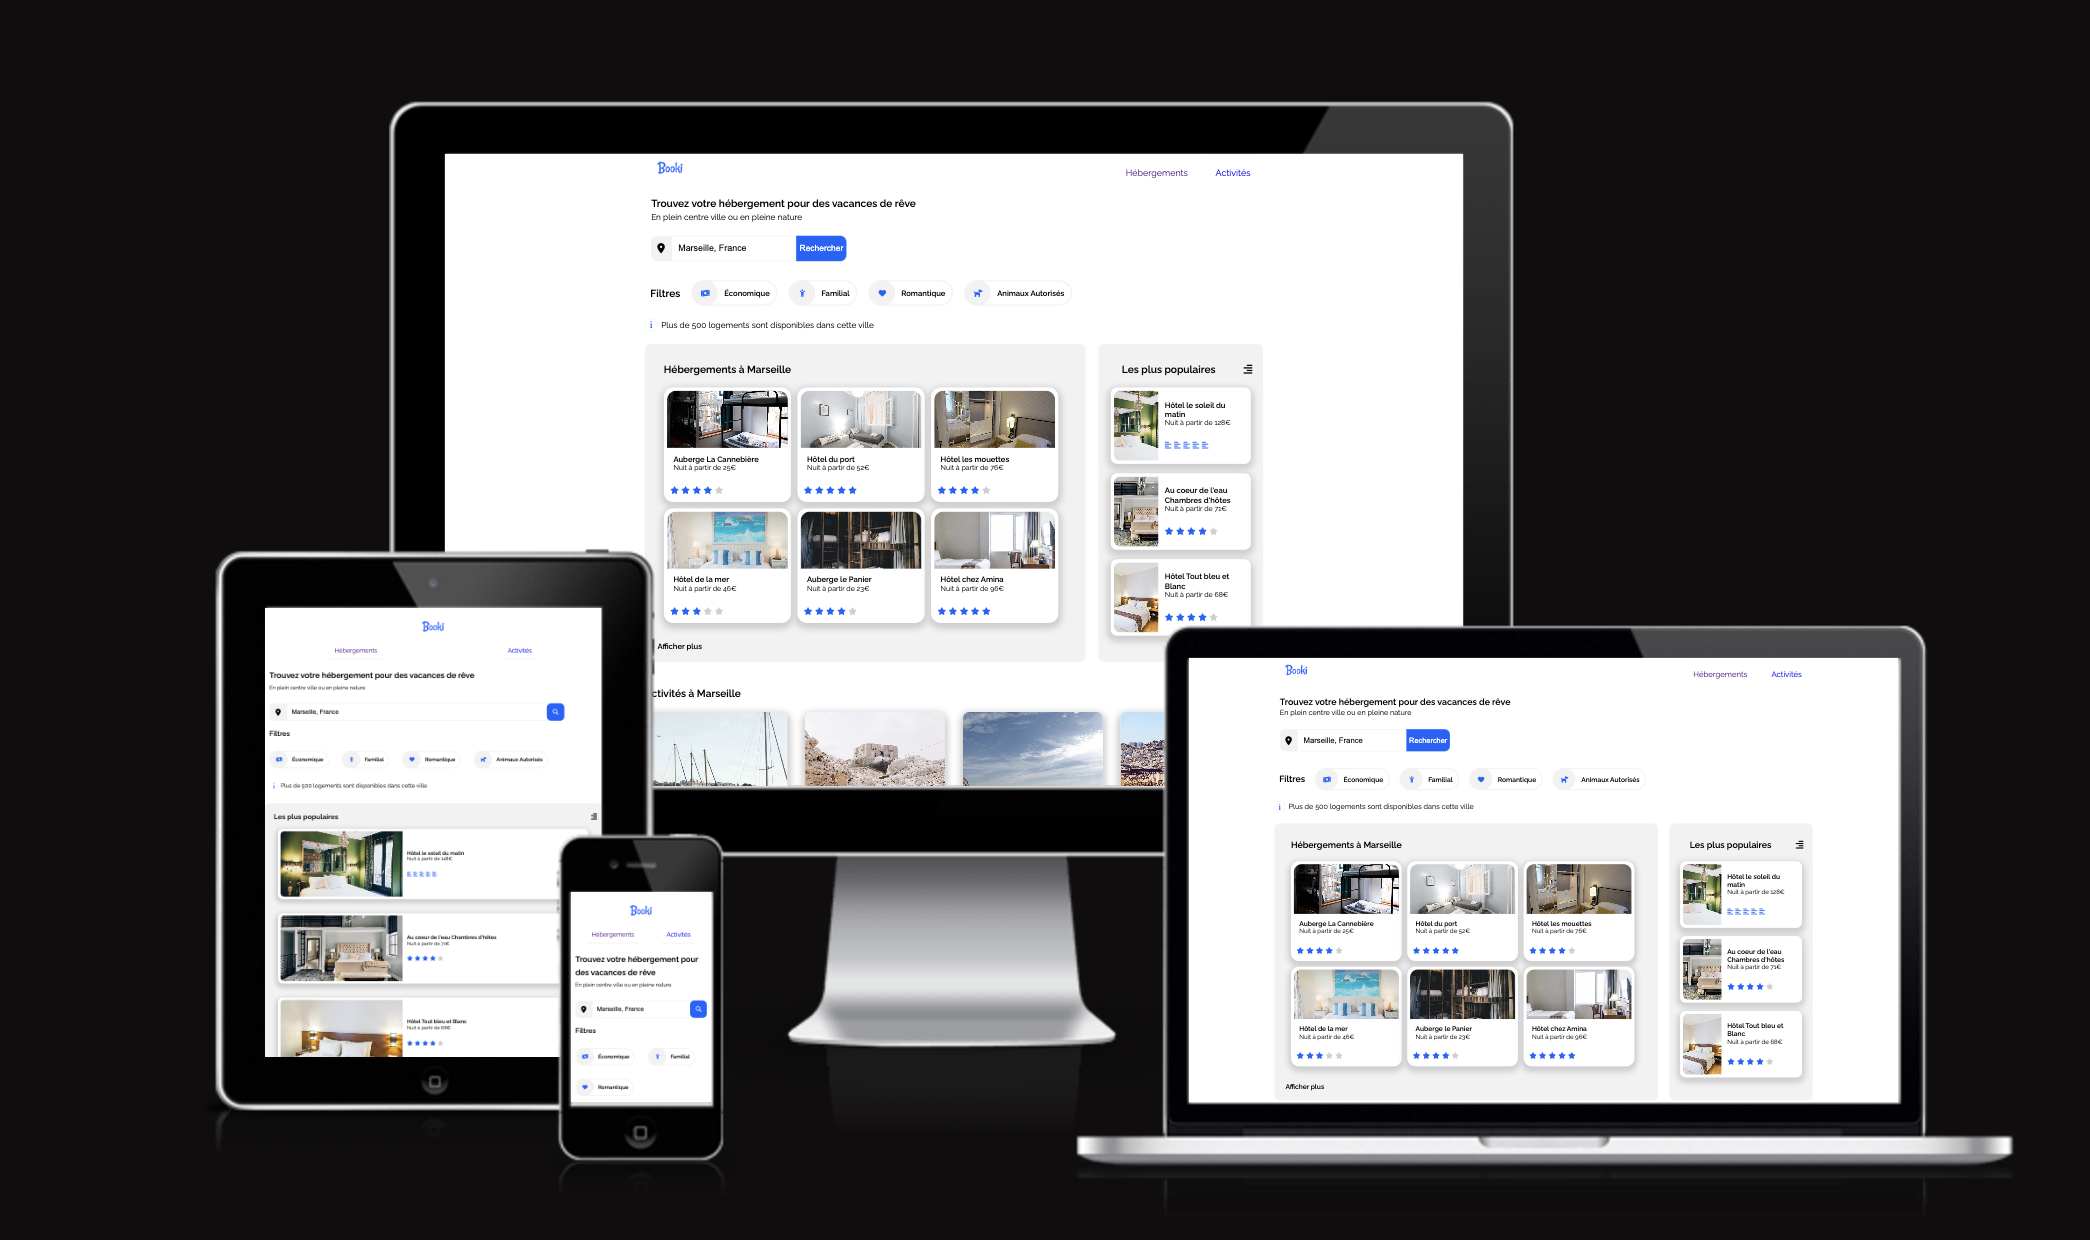 Booki
Hébergements
Activités
Trouvez votre hébergement pour des vacances de rêve
En plein centre ville ou en pleine nature
Marseille, France
Rechercher
Filtres
Économique
Familial
Romantique
Animaux Autorisés
Plus de 500 logements sont disponibles dans cette ville
Hébergements à Marseille
Auberge La Cannebière
Nuit à partir de 25€
Hôtel du port
Nuit à partir de 52€
Hôtel les mouettes
Nuit à partir de 76€
Hôtel de la mer
Nuit à partir de 46€
Auberge le Panier
Nuit à partir de 23€
Hôtel chez Amina
Nuit à partir de 96€
Afficher plus
Les plus populaires
Hôtel le soleil du
matin
Nuit à partir de 128€
Au coeur de l'eau
Chambres d'hôtes
Nuit à partir de 71€
Hôtel Tout bleu et
Blanc
Nuit à partir de 68€
ctivités à Marseille
Booki
Hébergements
Activités
Trouvez votre hébergement pour des vacances de rêve
En plein centre ville ou en pleine nature
Marseille, France
Filtres
Économique
Familial
Romantique
Animaux Autorisés
Plus de 500 logements sont disponibles dans cette ville
Les plus populaires
Hôtel le soleil du matin
Nuit à partir de 128€
Au coeur de l'eau Chambres d'hôtes
Nuit à partir de 71€
Hôtel Tout bleu et Blanc
Nuit à partir de 68€
Booki
Hébergements
Activités
Trouvez votre hébergement pour
des vacances de rêve
En plein centre ville ou en pleine nature
Marseille, France
Filtres
Économique
Familial
Romantique
Booki
Hébergements
Activités
Trouvez votre hébergement pour des vacances de rêve
En plein centre ville ou en pleine nature
Marseille, France
Rechercher
Filtres
Économique
Familial
Romantique
Animaux Autorisés
Plus de 500 logements sont disponibles dans cette ville
Hébergements à Marseille
Auberge La Cannebière
Nuit à partir de 25€
Hôtel du port
Nuit à partir de 52€
Hôtel les mouettes
Nuit à partir de 76€
Hôtel de la mer
Nuit à partir de 46€
Auberge le Panier
Nuit à partir de 23€
Hôtel chez Amina
Nuit à partir de 96€
Afficher plus
Les plus populaires
Hôtel le soleil du
matin
Nuit à partir de 128€
Au coeur de l'eau
Chambres d'hôtes
Nuit à partir de 71€
Hôtel Tout bleu et
Blanc
Nuit à partir de 68€